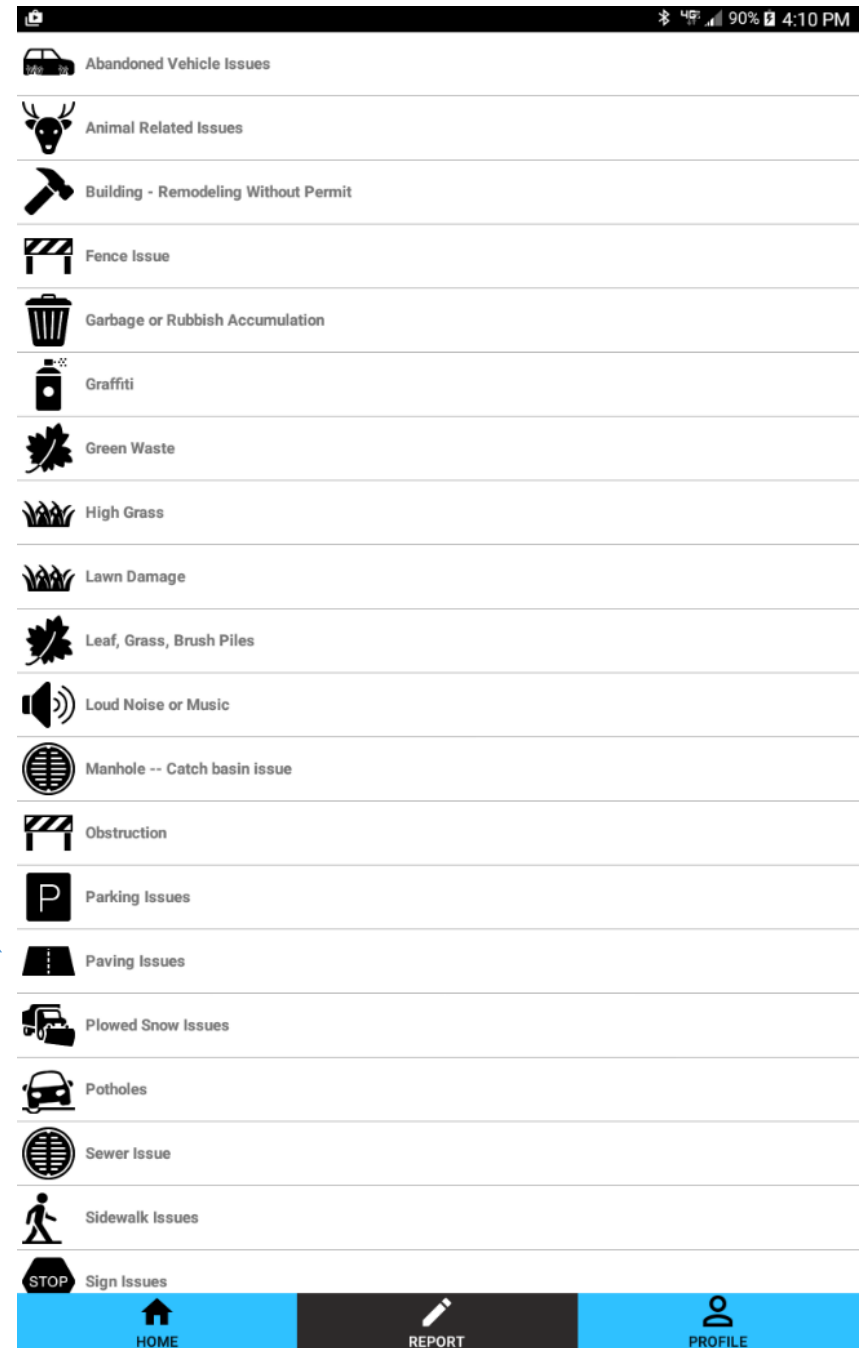 4G 90% 4:10 PM
Abandoned Vehicle Issues
Animal Related Issues
Building - Remodeling Without Permit
Fence Issue
Garbage or Rubbish Accumulation
Graffiti
Green Waste
High Grass
Lawn Damage
Leaf, Grass, Brush Piles
Loud Noise or Music
Manhole -- Catch basin issue
Obstruction
P Parking Issues
Paving Issues
Plowed Snow Issues
Potholes
Sewer Issue
Sidewalk Issues
STOP Sign Issues
HOME REPORT PROFILE